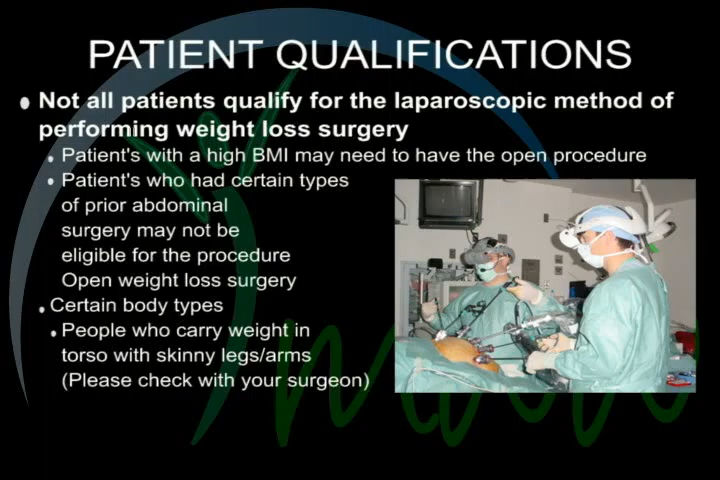 PATIENT QUALIFICATIONS
Not all patients qualify for the laparoscopic method of
performing weight loss surgery
Patient's with a high BMI may need to have the open procedure
Patient's who had certain types
of prior abdominal
surgery may not be
eligible for the procedure
Open weight loss surgery
Certain body types
People who carry weight in
torso with skinny legs/arms
(Please check with your surgeon)